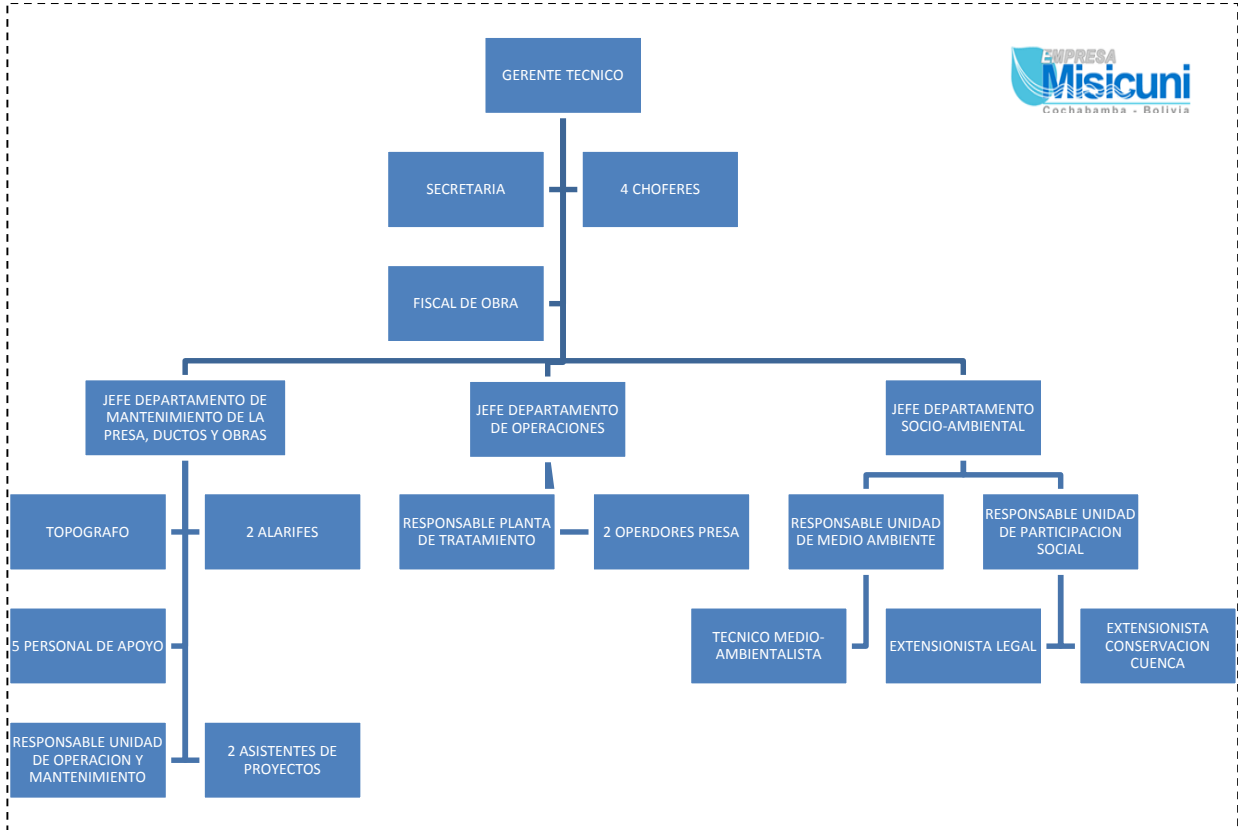 GERENTE TECNICO
EMPRESA
Misicuni
Cochabamba - Bolivia
SECRETARIA
4 CHOFERES
FISCAL DE OBRA
JEFE DEPARTAMENTO DE
MANTENIMIENTO DE LA
PRESA, DUCTOS Y OBRAS
JEFE DEPARTAMENTO
DE OPERACIONES
JEFE DEPARTAMENTO
SOCIO-AMBIENTAL
TOPOGRAFO
2 ALARIFES
RESPONSABLE PLANTA
DE TRATAMIENTO
2 OPERDORES PRESA
RESPONSABLE UNIDAD
DE MEDIO AMBIENTE
RESPONSABLE UNIDAD
DE PARTICIPACION
SOCIAL
5 PERSONAL DE APOYO
TECNICO MEDIO-
AMBIENTALISTA
EXTENSIONISTA LEGAL
EXTENSIONISTA
CONSERVACION
CUENCA
RESPONSABLE UNIDAD
DE OPERACION Y
MANTENIMIENTO
2 ASISTENTES DE
PROYECTOS